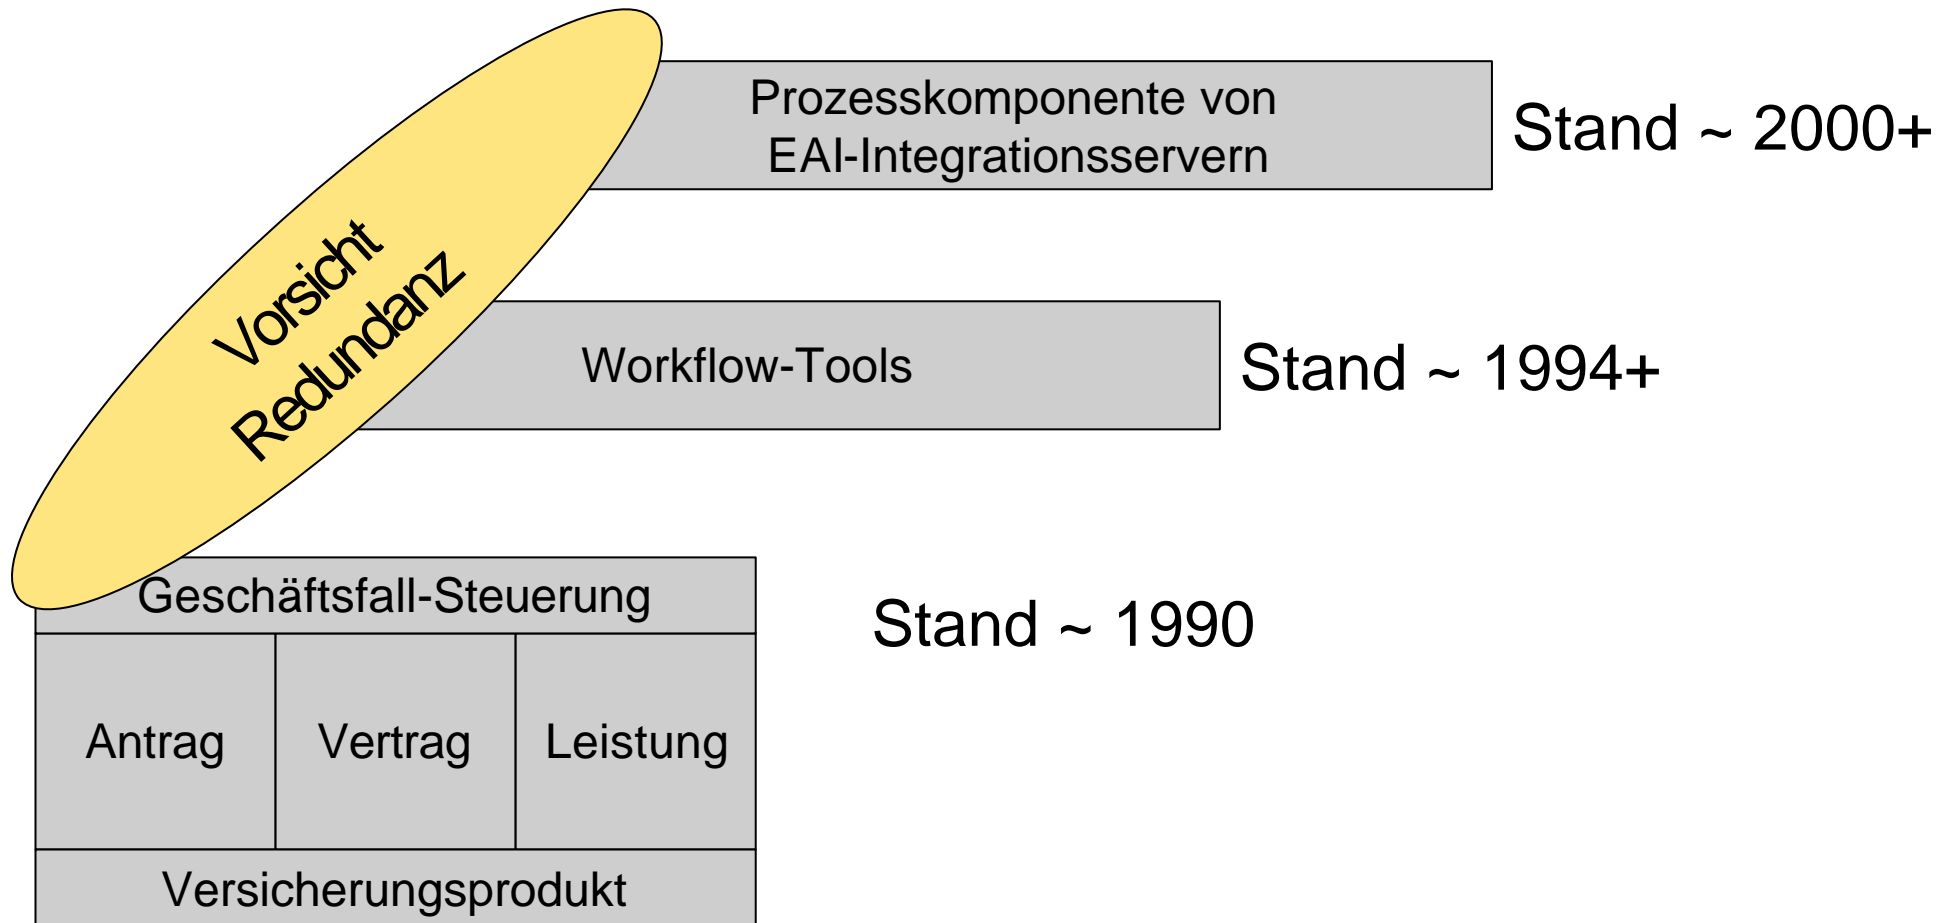 Prozesskomponente von
EAI-Integrationsservern
Stand ~ 2000+
Vorsicht
Redundanz
Workflow-Tools
Stand ~ 1994+
Geschäftsfall-Steuerung
Stand ~ 1990
Antrag
Vertrag
Leistung
Versicherungsprodukt